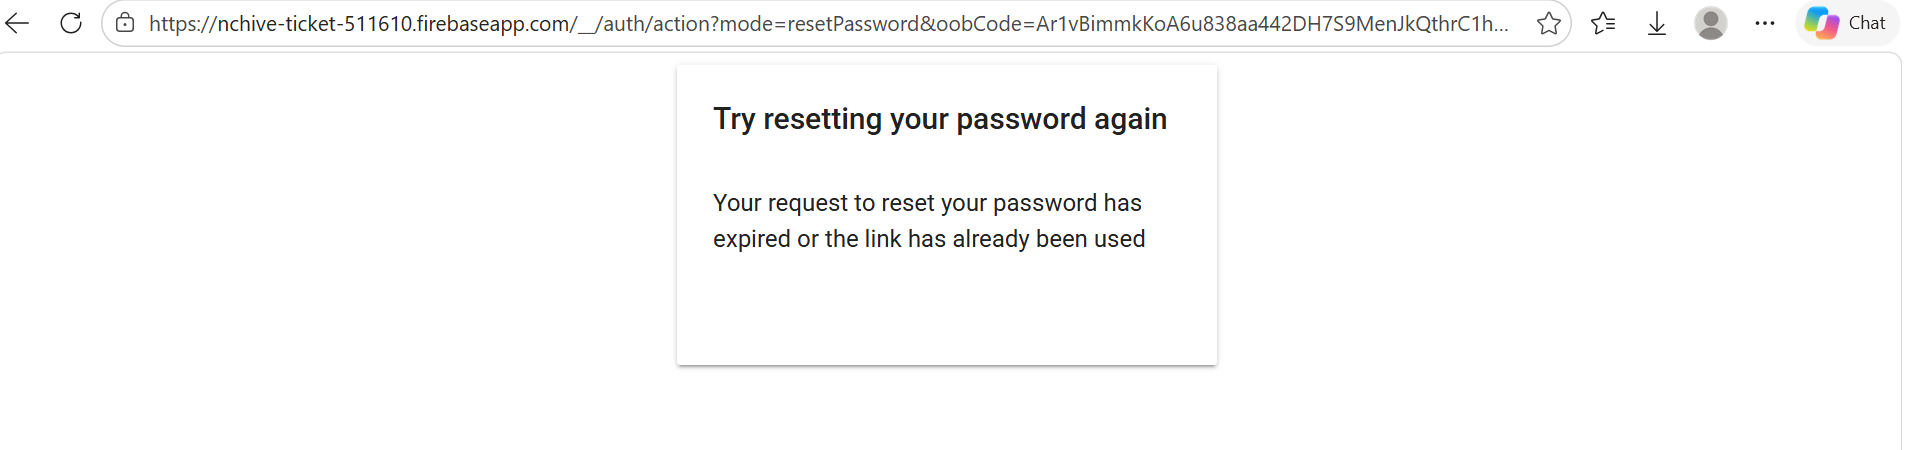 https://nchive-ticket-511610.firebaseapp.com/__/auth/action?mode=resetPassword&oobCode=Ar1vBimmkKoA6u838aa442DH7S9MenJkQthrC1h...
Chat
Try resetting your password again
Your request to reset your password has
expired or the link has already been used